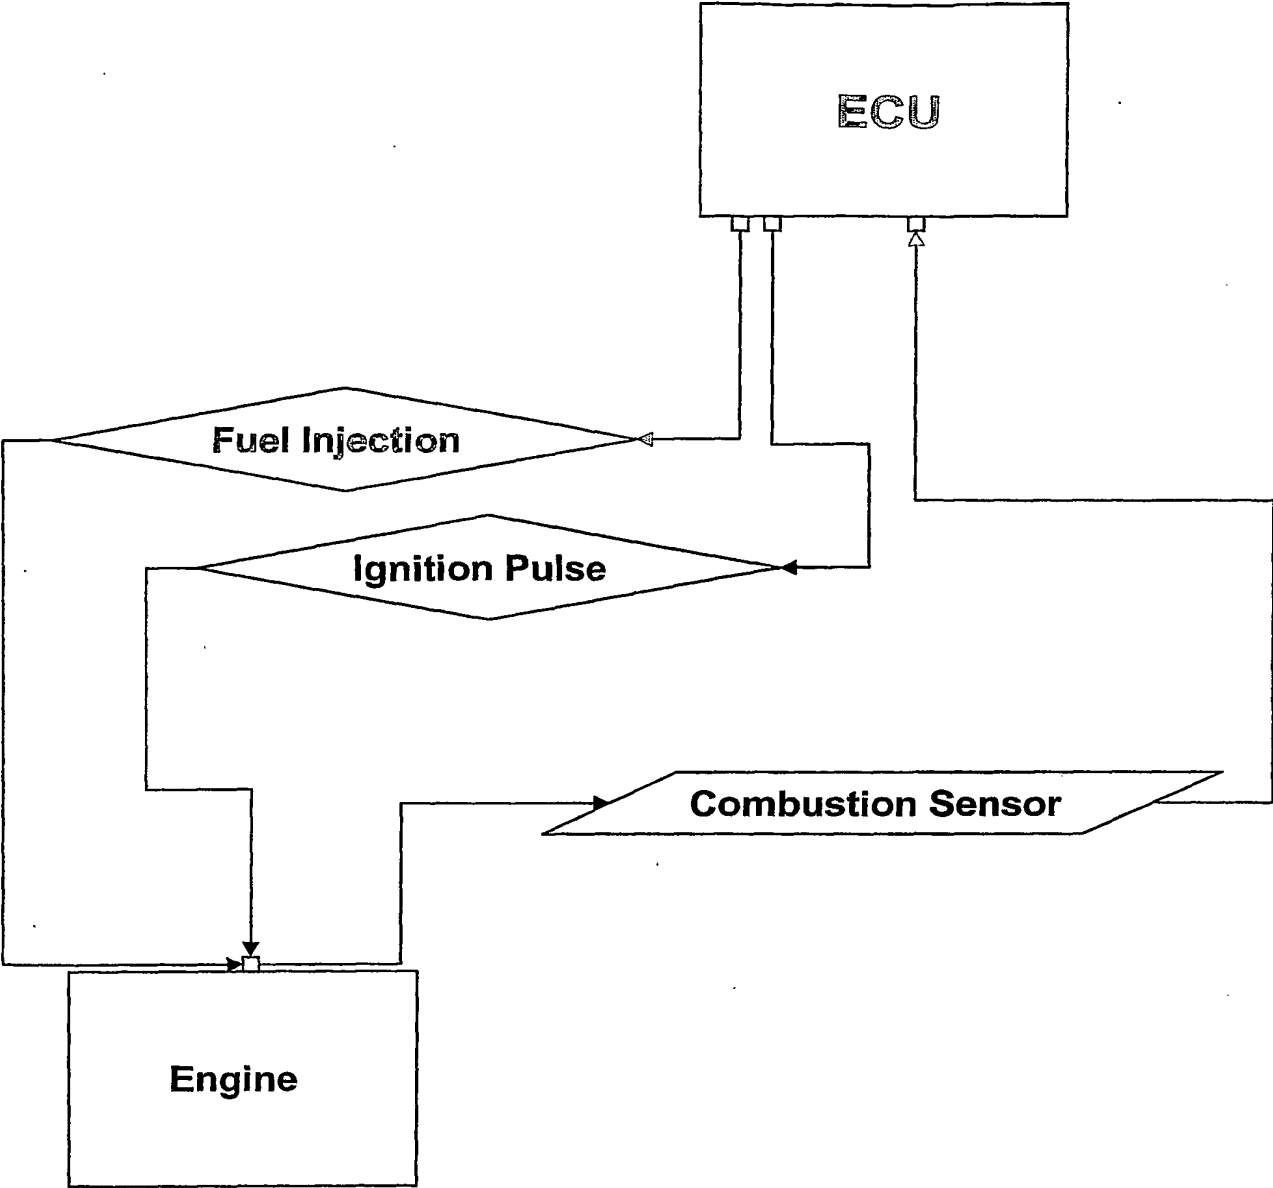 ECU
Fuel Injection
Ignition Pulse
Combustion Sensor
Engine